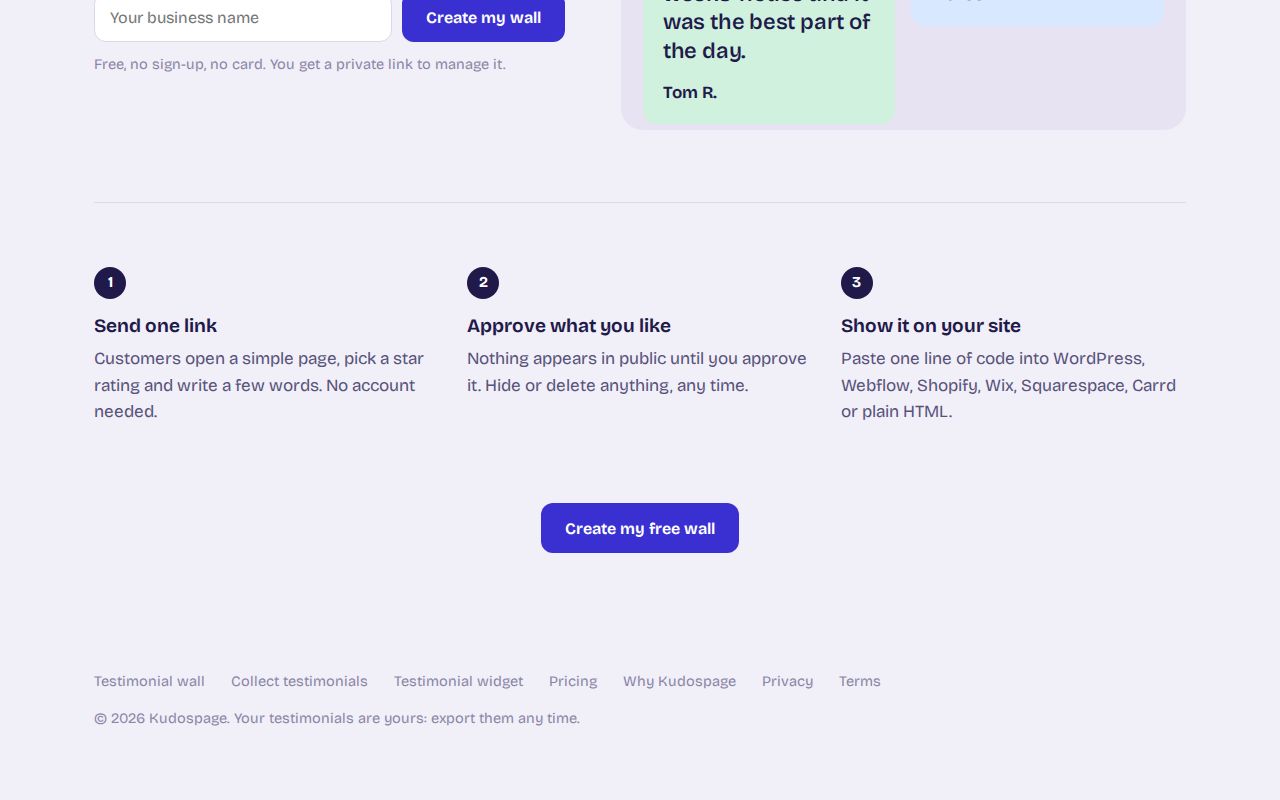 Your business name
Create my wall
Free, no sign-up, no card. You get a private link to manage it.
was the best part of
the day.
Tom R.
1
Send one link
Customers open a simple page, pick a star
rating and write a few words. No account
needed.
2
Approve what you like
Nothing appears in public until you approve
it. Hide or delete anything, any time.
3
Show it on your site
Paste one line of code into WordPress,
Webflow, Shopify, Wix, Squarespace, Carrd
or plain HTML.
Create my free wall
Testimonial wall
Collect testimonials
Testimonial widget
Pricing
Why Kudospage
Privacy
Terms
© 2026 Kudospage. Your testimonials are yours: export them any time.